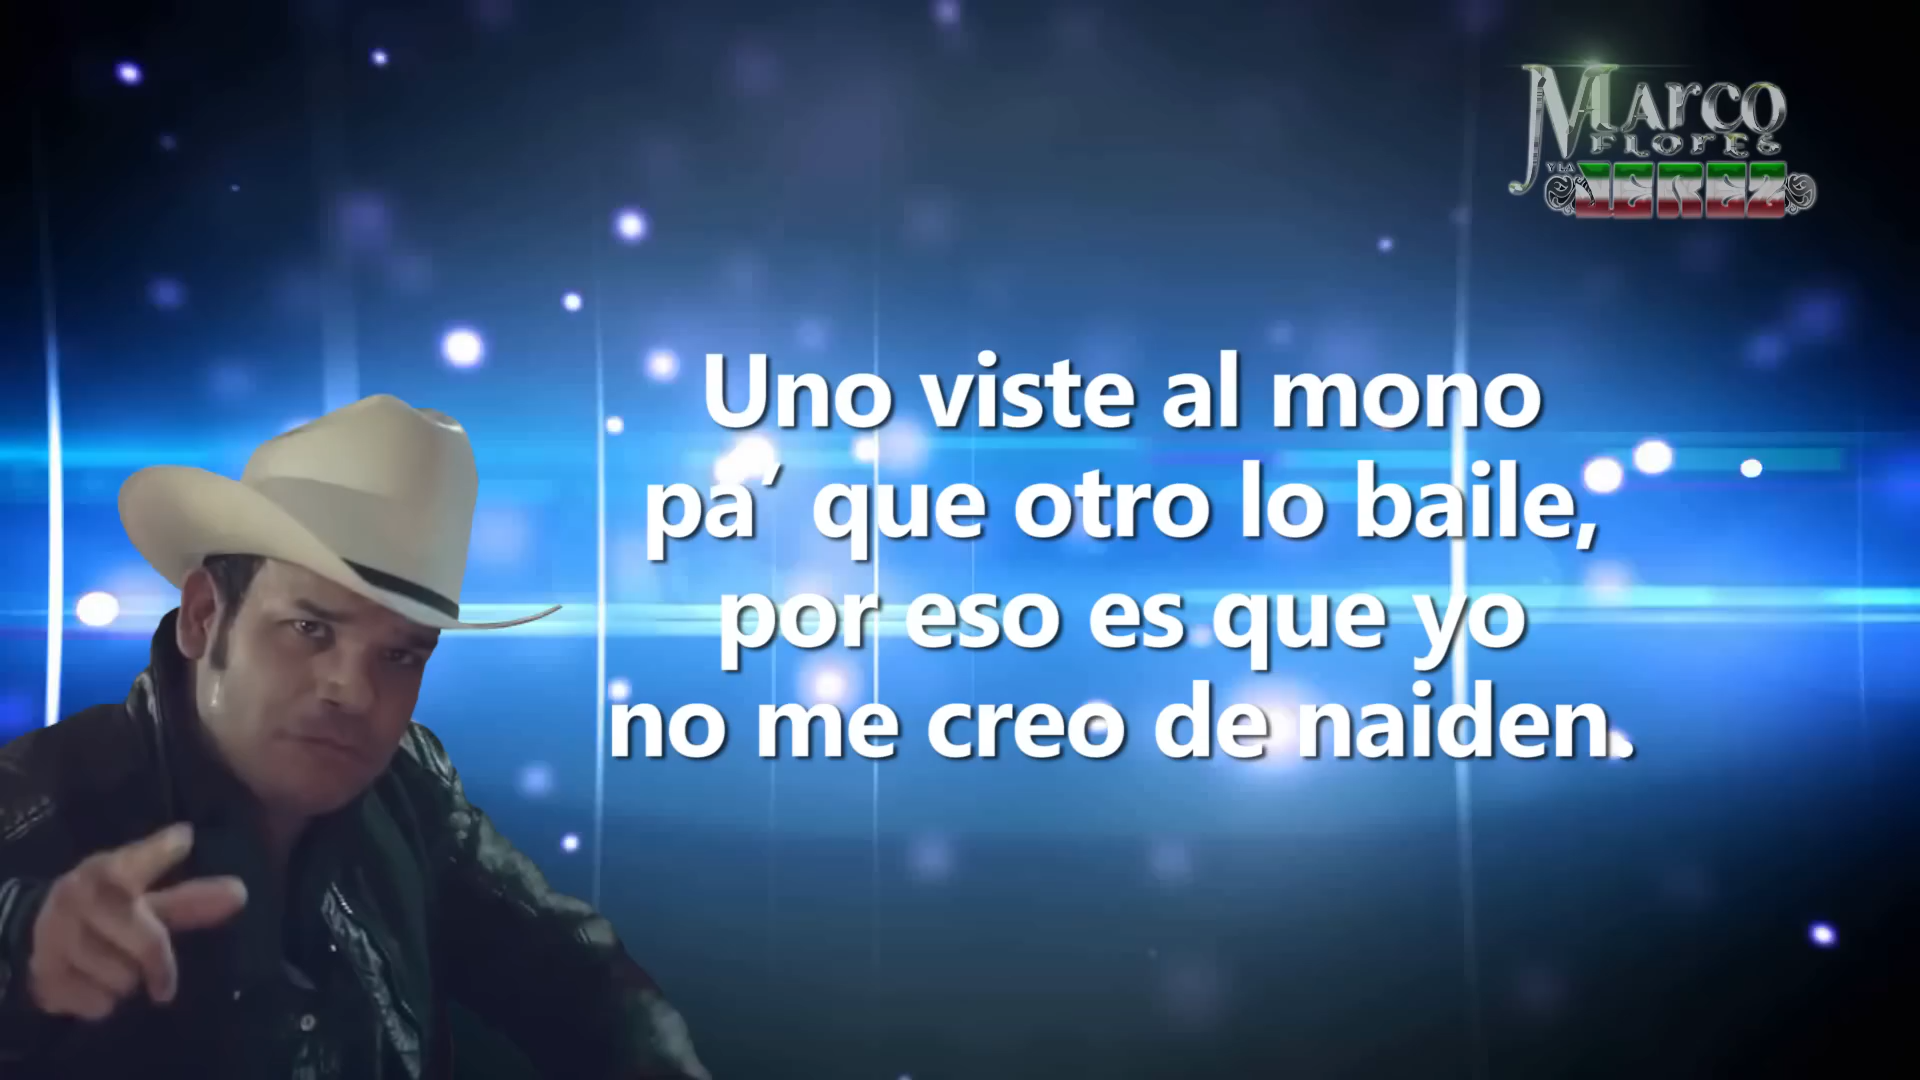 Marco
FLORES
Y LA
JEREZ
Uno viste al mono
pa’ que otro lo baile,
por eso es que yo
no me creo de naiden.